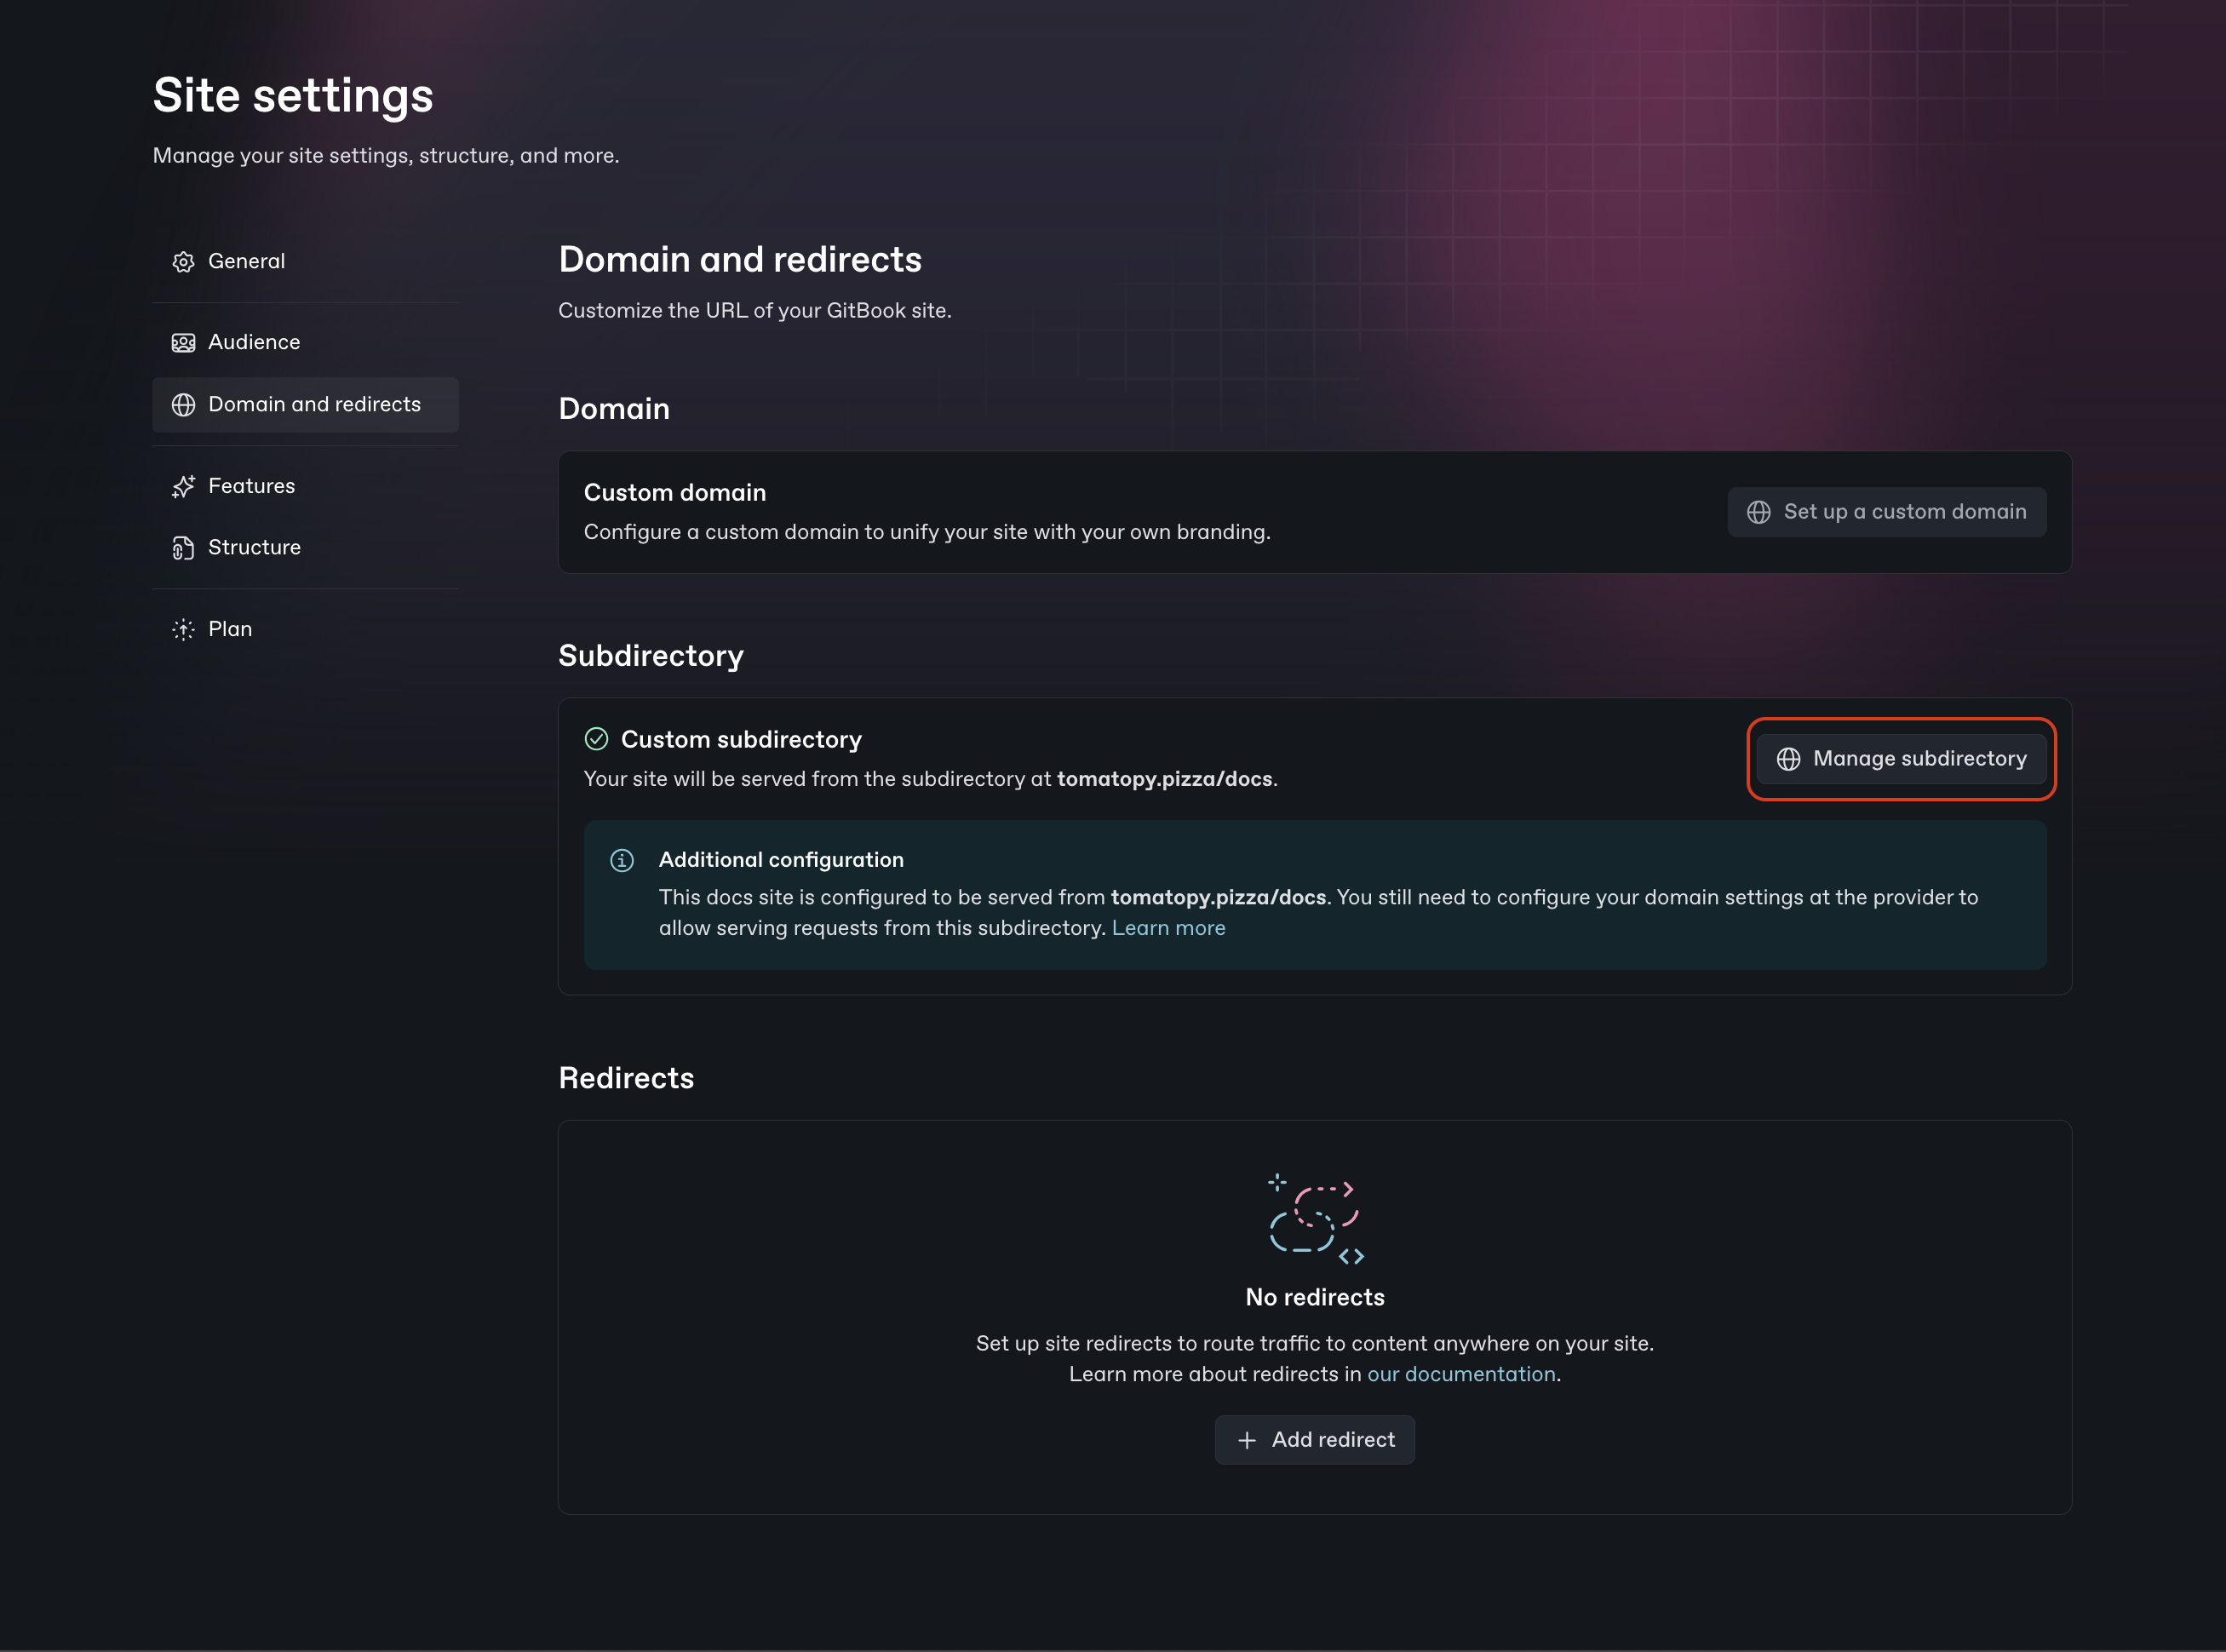 Site settings
Manage your site settings, structure, and more.
General
Audience
Domain and redirects
Features
Structure
Plan
Domain and redirects
Customize the URL of your GitBook site.
Domain
Custom domain
Configure a custom domain to unify your site with your own branding.
Set up a custom domain
Subdirectory
Custom subdirectory
Your site will be served from the subdirectory at tomatopy.pizza/docs.
Manage subdirectory
Additional configuration
This docs site is configured to be served from tomatopy.pizza/docs. You still need to configure your domain settings at the provider to
allow serving requests from this subdirectory. Learn more
Redirects
No redirects
Set up site redirects to route traffic to content anywhere on your site.
Learn more about redirects in our documentation.
Add redirect